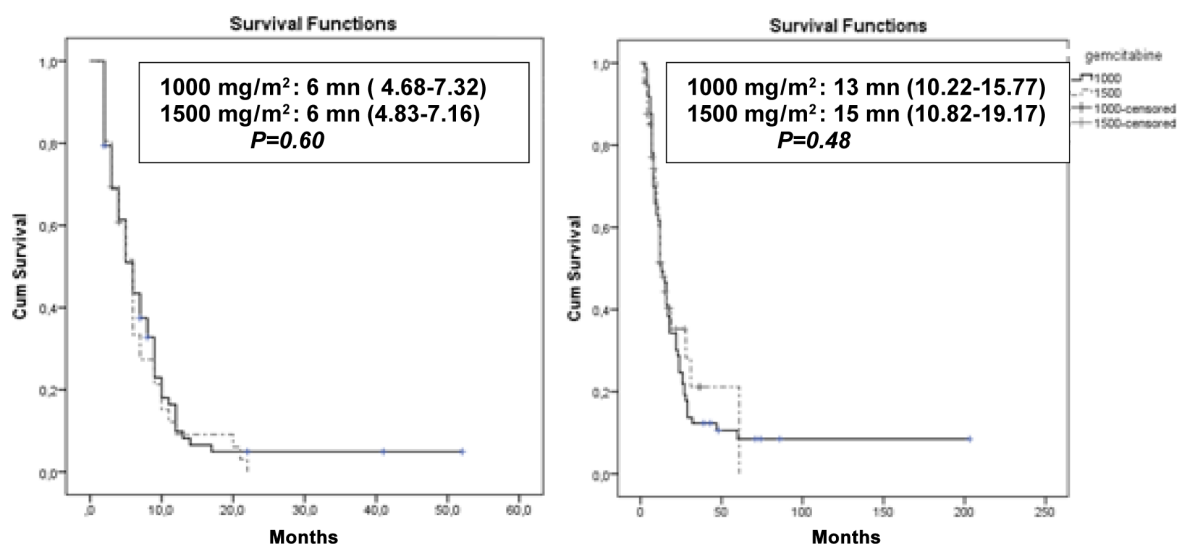 Survival Functions
1000 mg/m²: 6 mn ( 4.68-7.32)
1500 mg/m²: 6 mn (4.83-7.16)
P=0.60
Cum Survival
1,0
0,8
0,6
0,4
0,2
0,0
,0
10,0
20,0
30,0
40,0
50,0
60,0
Months
Survival Functions
1000 mg/m²: 13 mn (10.22-15.77)
1500 mg/m²: 15 mn (10.82-19.17)
P=0.48
Cum Survival
1,0
0,8
0,6
0,4
0,2
0,0
0
50
100
150
200
250
Months
gemcitabine
1000
1500
1000-censored
1500-censored